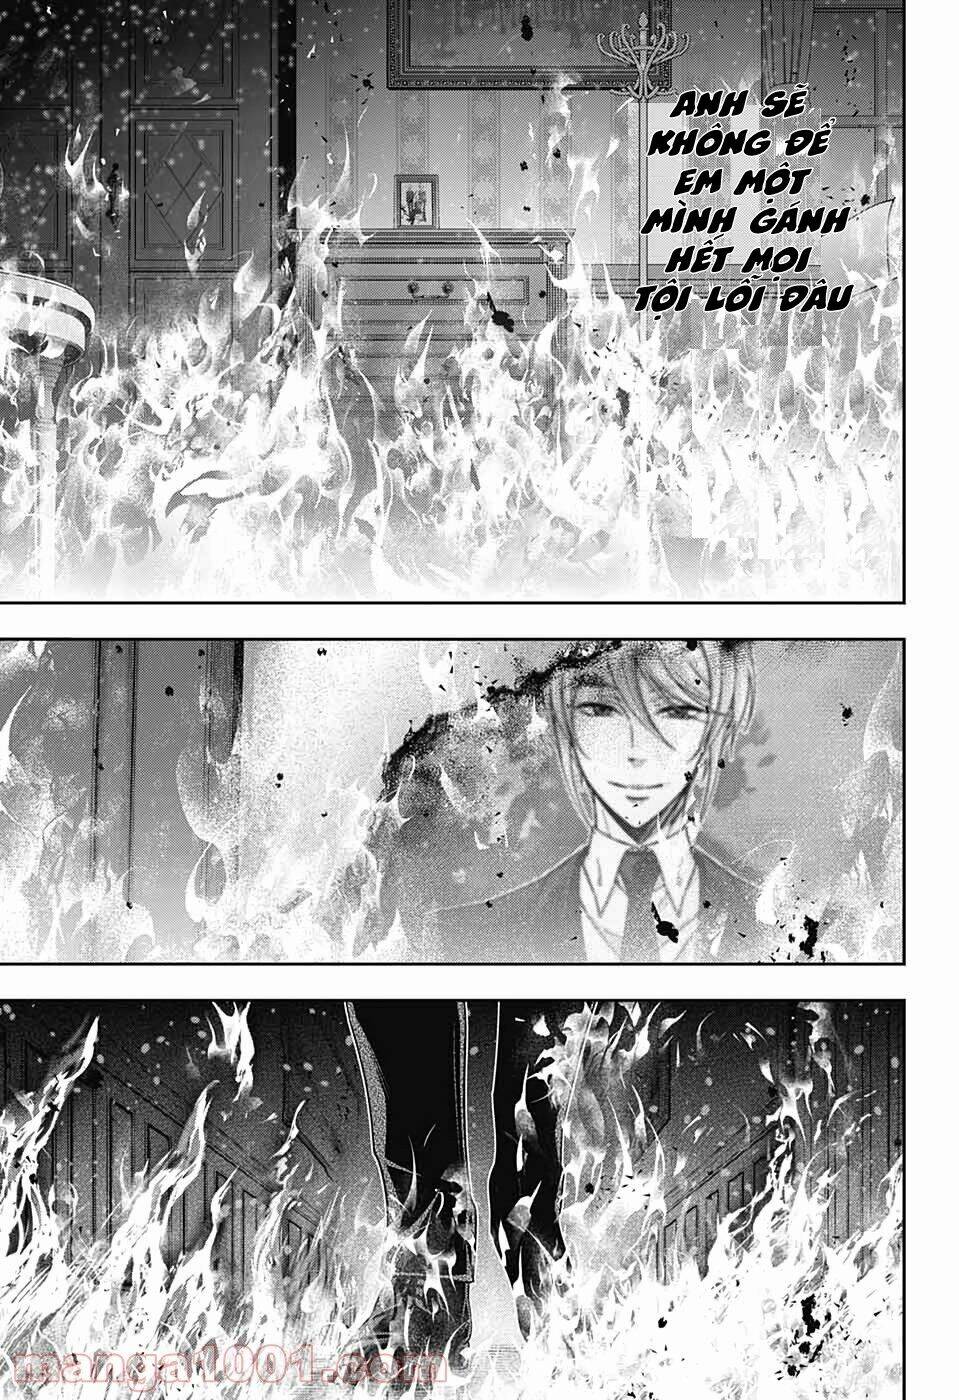 ANH SẼ
KHÔNG ĐỂ
EM MỘT
MÌNH GÁNH
HẾT MỌI
TỘI LỖI ĐÂU
manga1001.com